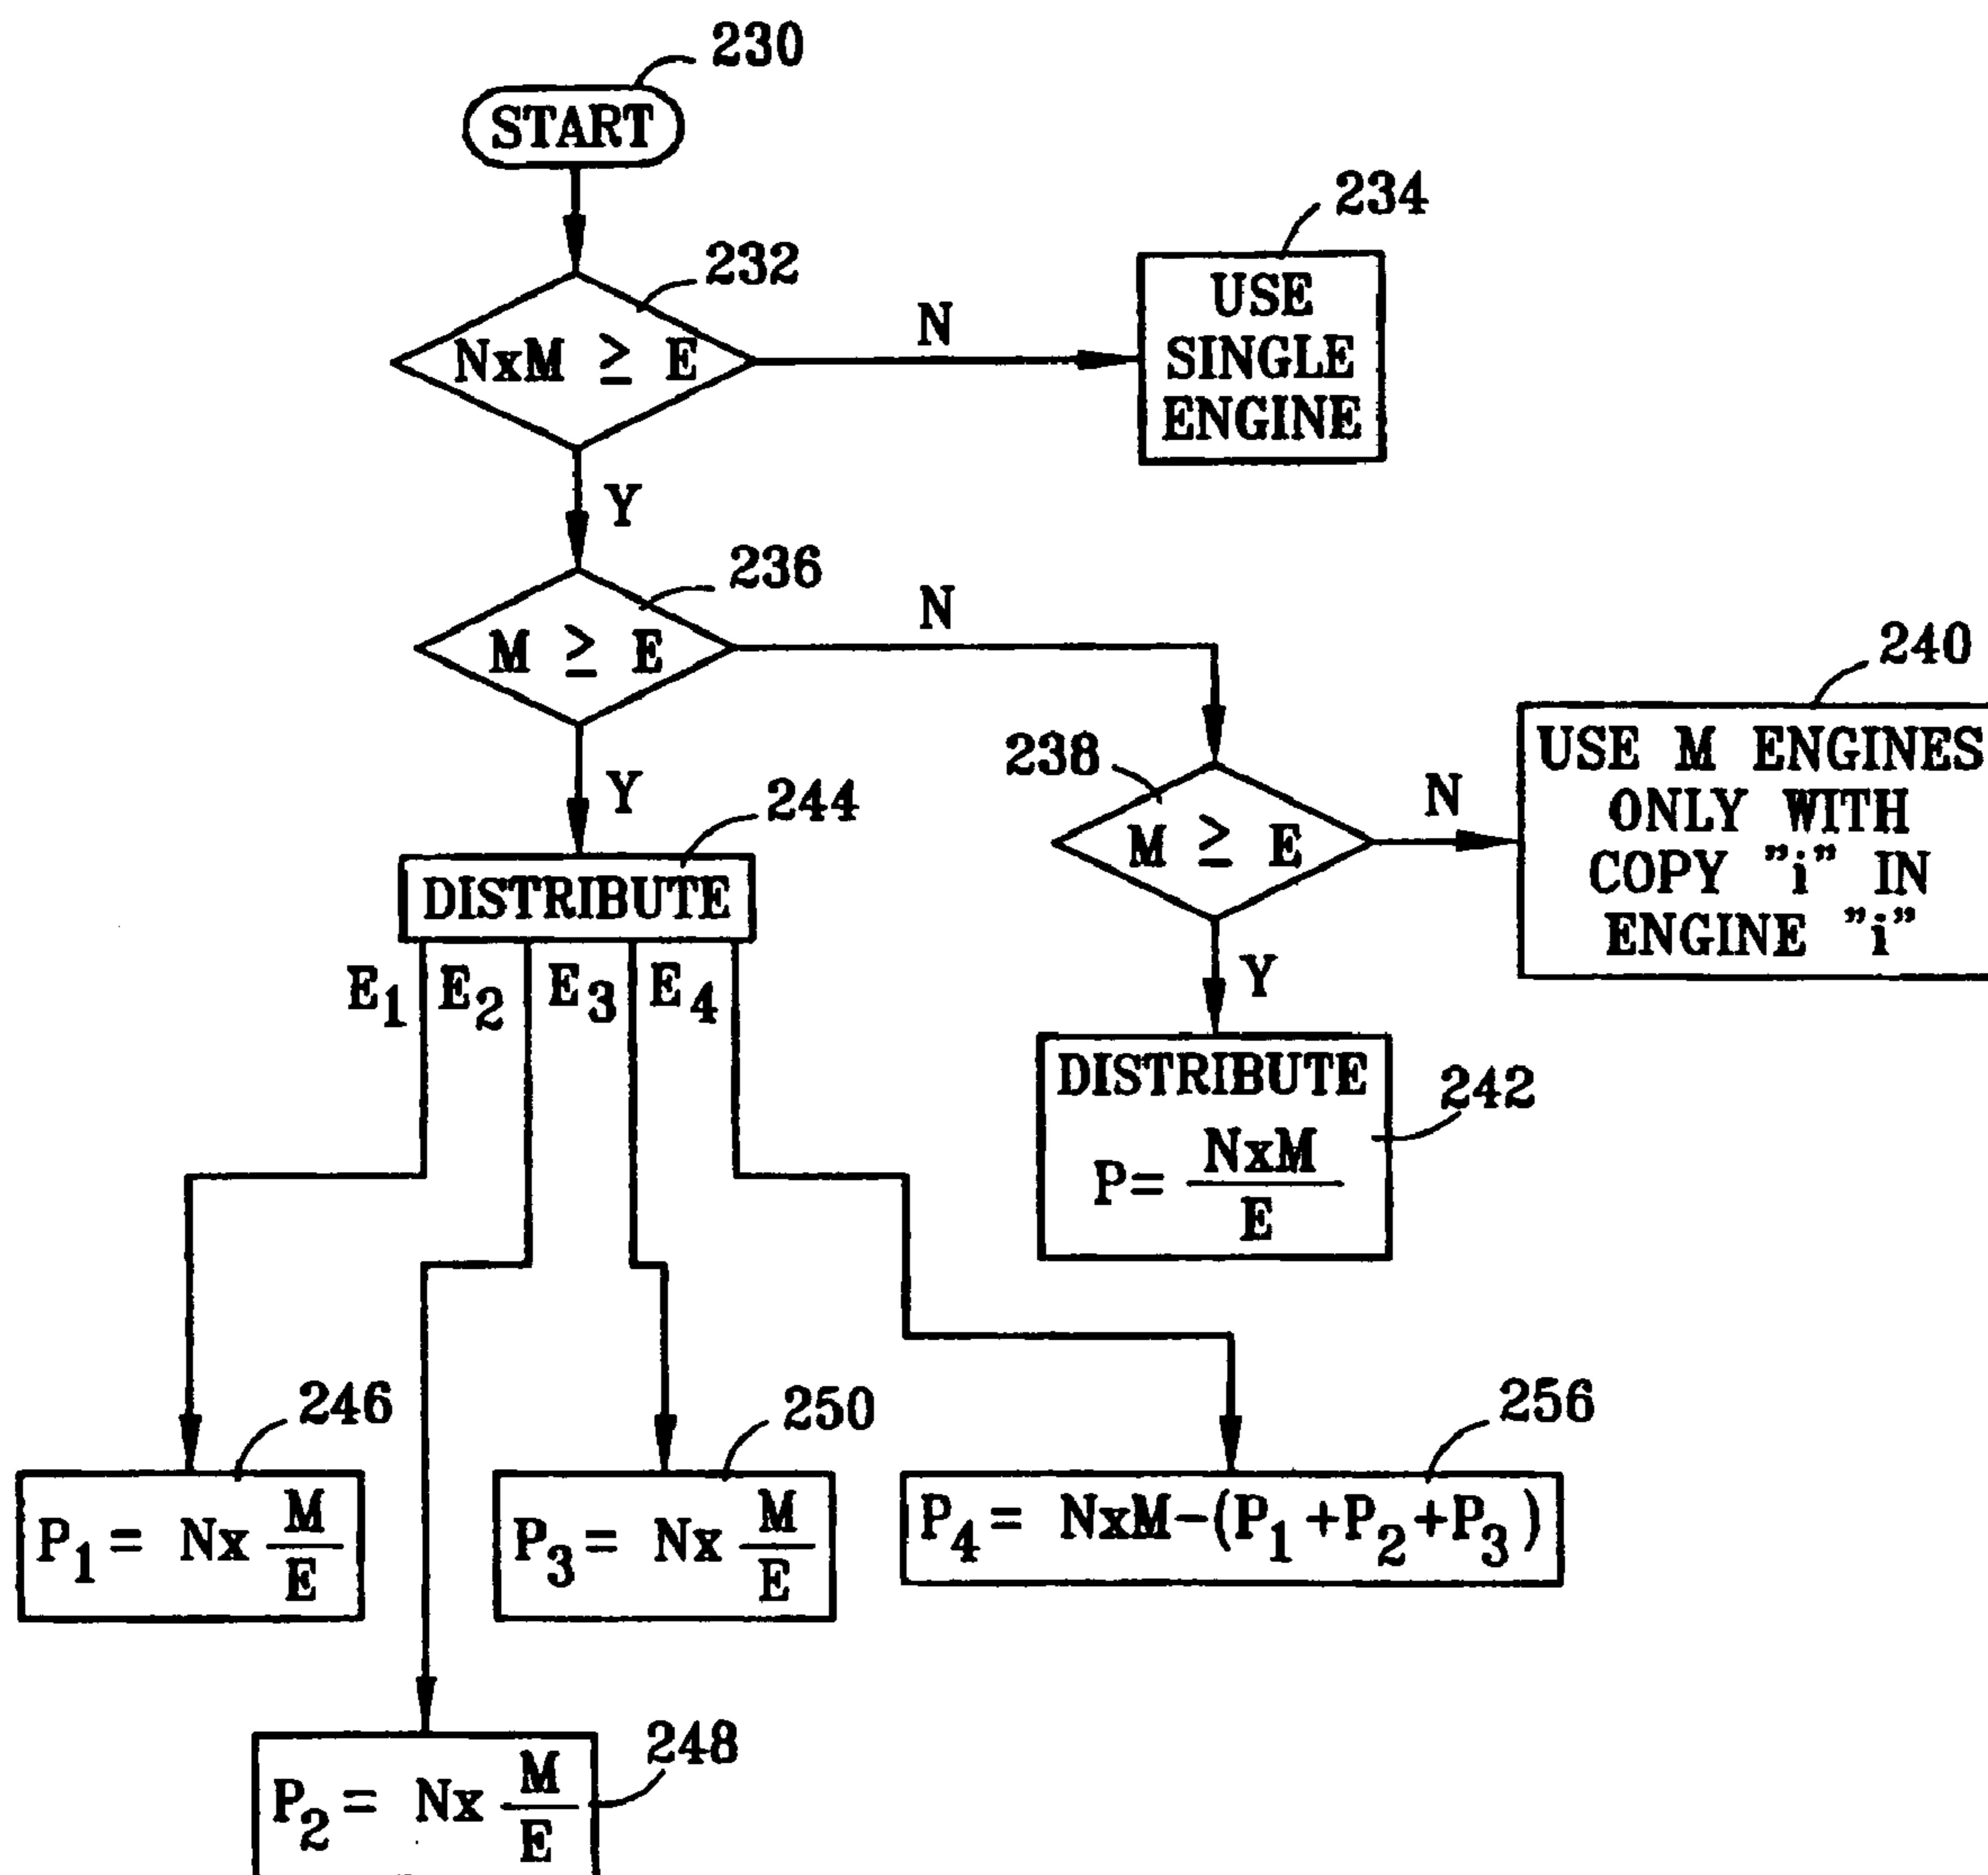 230
START
232
NxM ≥ E
N
234
USE
SINGLE
ENGINE
Y
236
M ≥ E
N
Y
238
M ≥ E
N
240
USE M ENGINES
ONLY WITH
COPY "i" IN
ENGINE "i"
244
DISTRIBUTE
E1 E2 E3 E4
Y
DISTRIBUTE
P= NxM/E
242
246
P1= Nx M/E
250
P3= Nx M/E
256
P4= NxM-(P1+P2+P3)
248
P2= Nx M/E